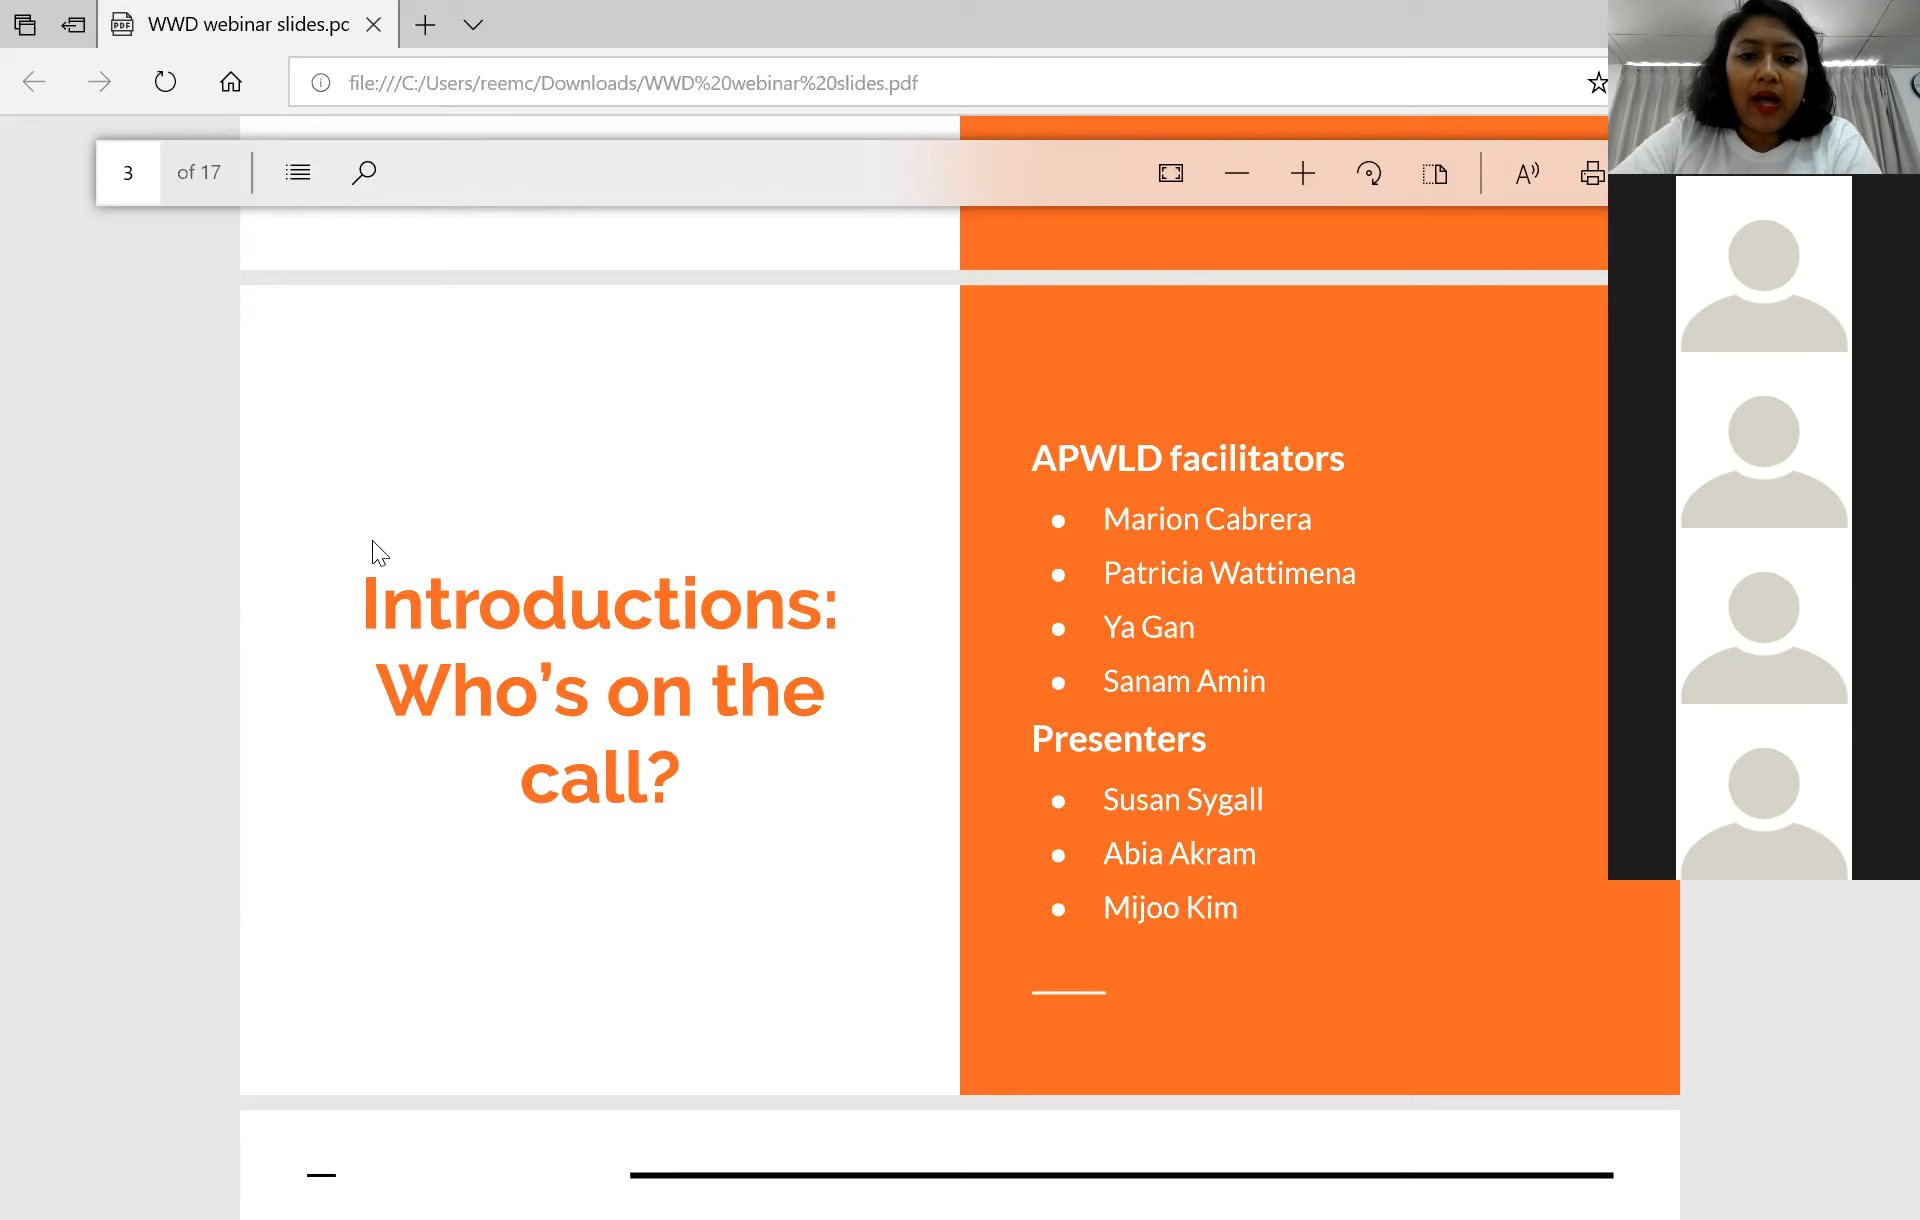 WWD webinar slides.pc
file:///C:/Users/reemc/Downloads/WWD%20webinar%20slides.pdf
3 of 17
Introductions:
Who's on the
call?
APWLD facilitators
● Marion Cabrera
● Patricia Wattimena
● Ya Gan
● Sanam Amin
Presenters
● Susan Sygall
● Abia Akram
● Mijoo Kim